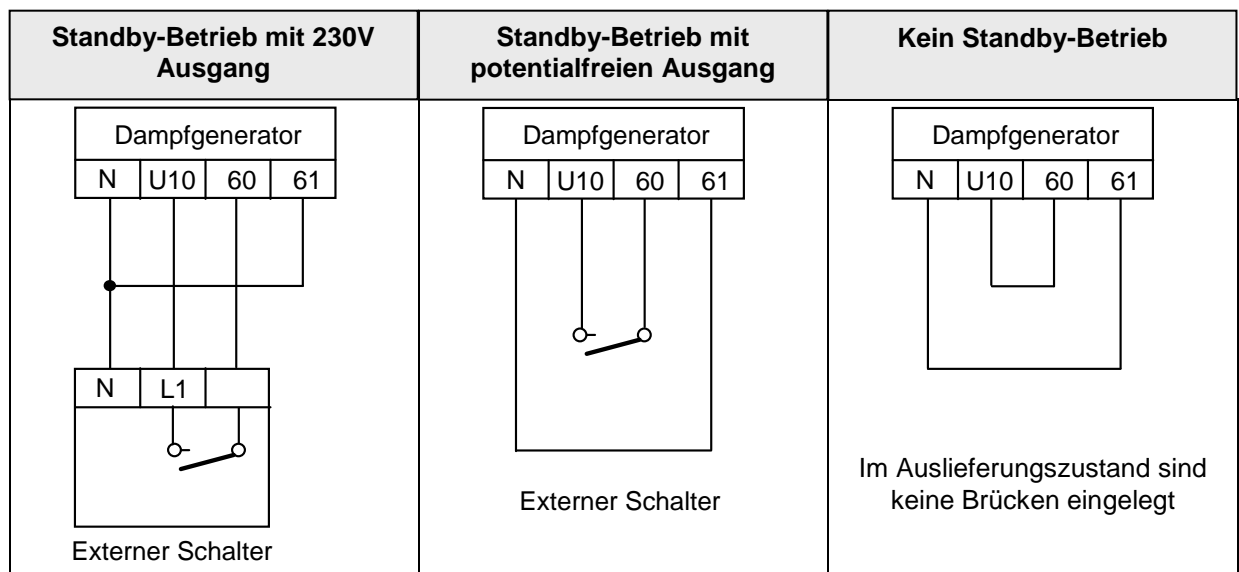 Standby-Betrieb mit 230V
Ausgang
Standby-Betrieb mit
potentialfreien Ausgang
Kein Standby-Betrieb
Dampfgenerator
N U10 60 61
N L1
Externer Schalter
Dampfgenerator
N U10 60 61
Externer Schalter
Dampfgenerator
N U10 60 61
Im Auslieferungszustand sind
keine Brücken eingelegt